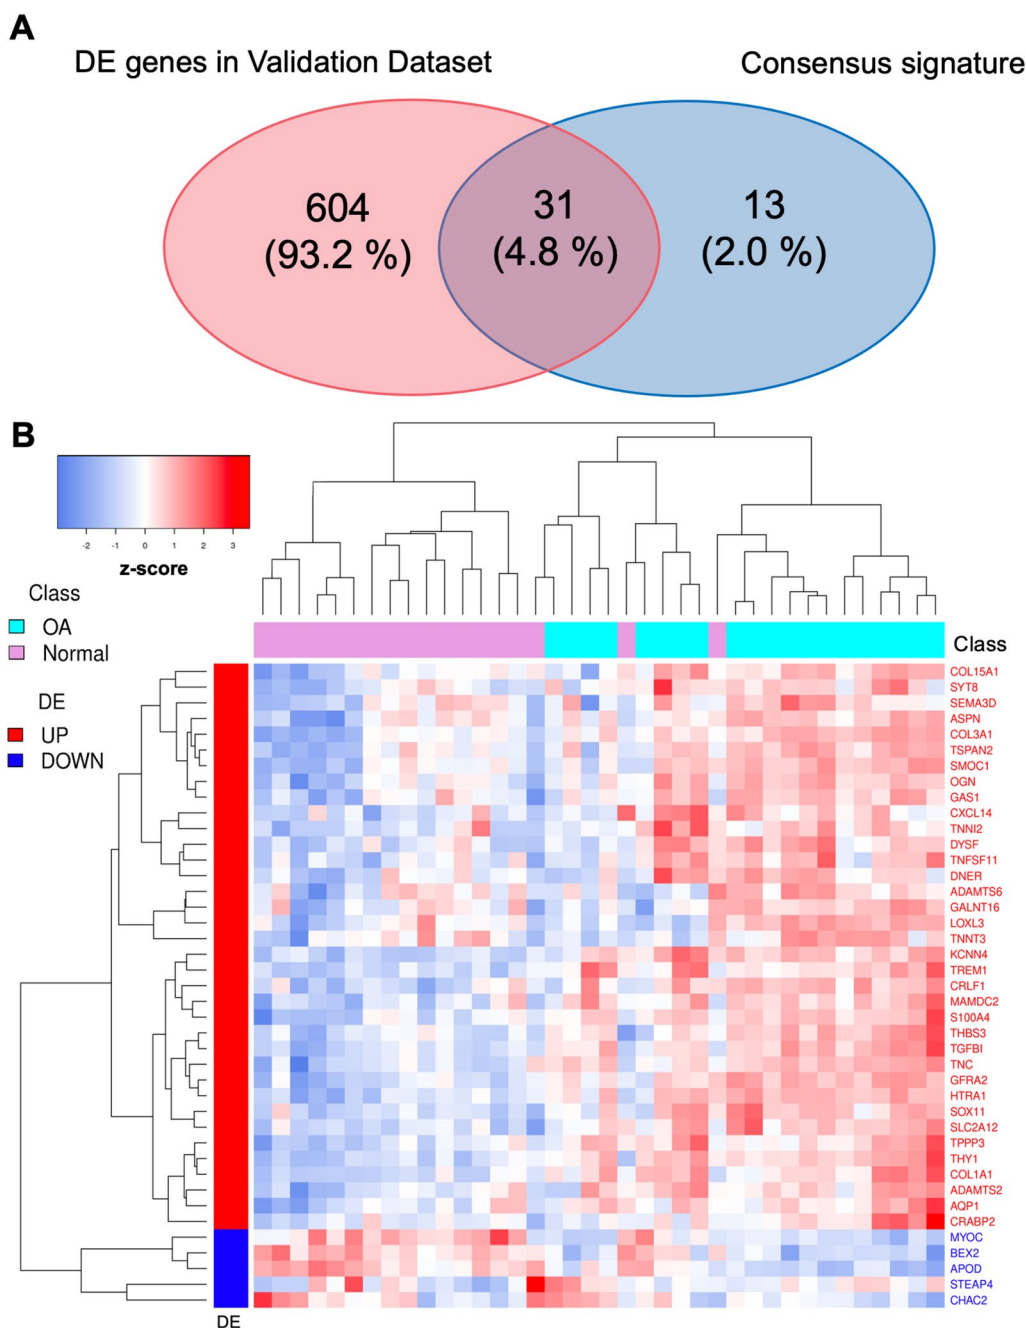 A
DE genes in Validation Dataset
Consensus signature
604
(93.2 %)
31
(4.8 %)
13
(2.0 %)
B
-2 -1 0 1 2 3
z-score
Class
OA
Normal
DE
UP
DOWN
Class
COL15A1
SYT8
SEMA3D
ASPN
COL3A1
TSPAN2
SMOC1
OGN
GAS1
CXCL14
TNNI2
DYSF
TNFSF11
DNER
ADAMTS6
GALNT16
LOXL3
TNNT3
KCNN4
TREM1
CRLF1
MAMDC2
S100A4
THBS3
TGFBI
TNC
GFRA2
HTRA1
SOX11
SLC2A12
TPPP3
THY1
COL1A1
ADAMTS2
AQP1
CRABP2
MYOC
BEX2
APOD
STEAP4
CHAC2
DE